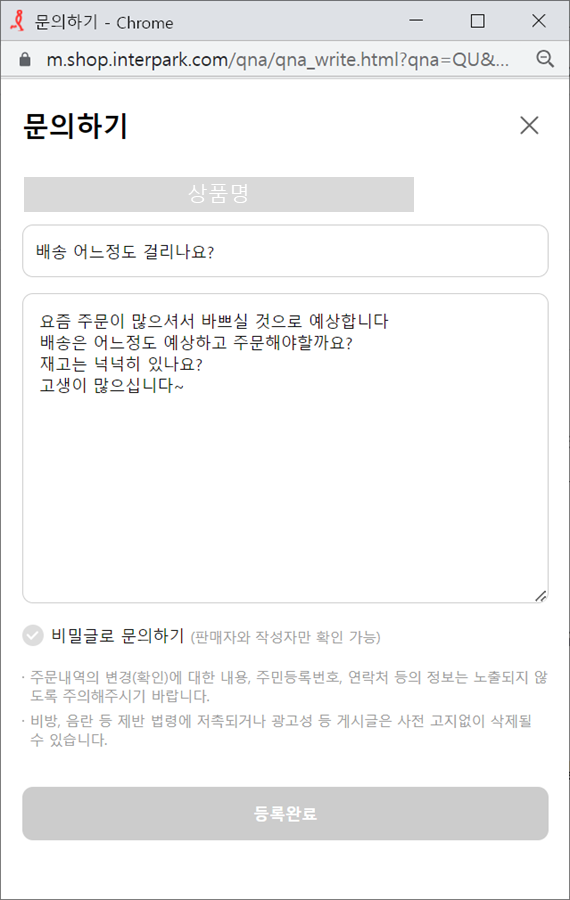 문의하기 - Chrome
m.shop.interpark.com/qna/qna_write.html?qna=QU&...
문의하기
상품명
배송 어느정도 걸리나요?
요즘 주문이 많으셔서 바쁘실 것으로 예상합니다
배송은 어느정도 예상하고 주문해야할까요?
재고는 넉넉히 있나요?
고생이 많으십니다~
비밀글로 문의하기 (판매자와 작성자만 확인 가능)
· 주문내역의 변경(확인)에 대한 내용, 주민등록번호, 연락처 등의 정보는 노출되지 않
도록 주의해주시기 바랍니다.
· 비방, 음란 등 제반 법령에 저촉되거나 광고성 등 게시글은 사전 고지없이 삭제될
수 있습니다.
등록완료